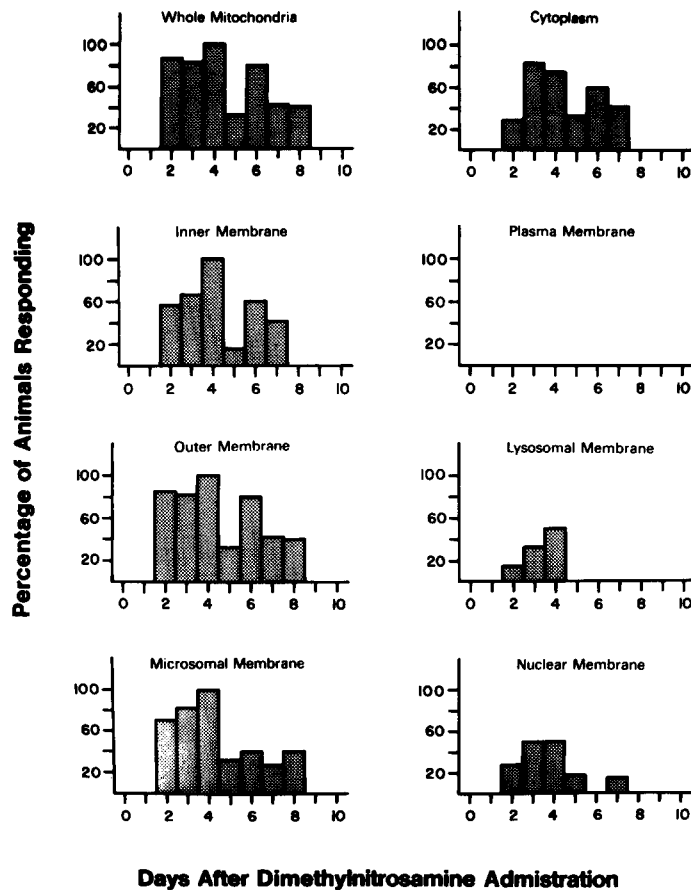 Whole Mitochondria
100
60
20
0 2 4 6 8 10
Cytoplasm
100
60
20
0 2 4 6 8 10
Inner Membrane
100
60
20
0 2 4 6 8 10
Plasma Membrane
100
60
20
0 2 4 6 8 10
Outer Membrane
100
60
20
0 2 4 6 8 10
Lysosomal Membrane
100
60
20
0 2 4 6 8 10
Microsomal Membrane
100
60
20
0 2 4 6 8 10
Nuclear Membrane
100
60
20
0 2 4 6 8 10
Percentage of Animals Responding
Days After Dimethylnitrosamine Admistration